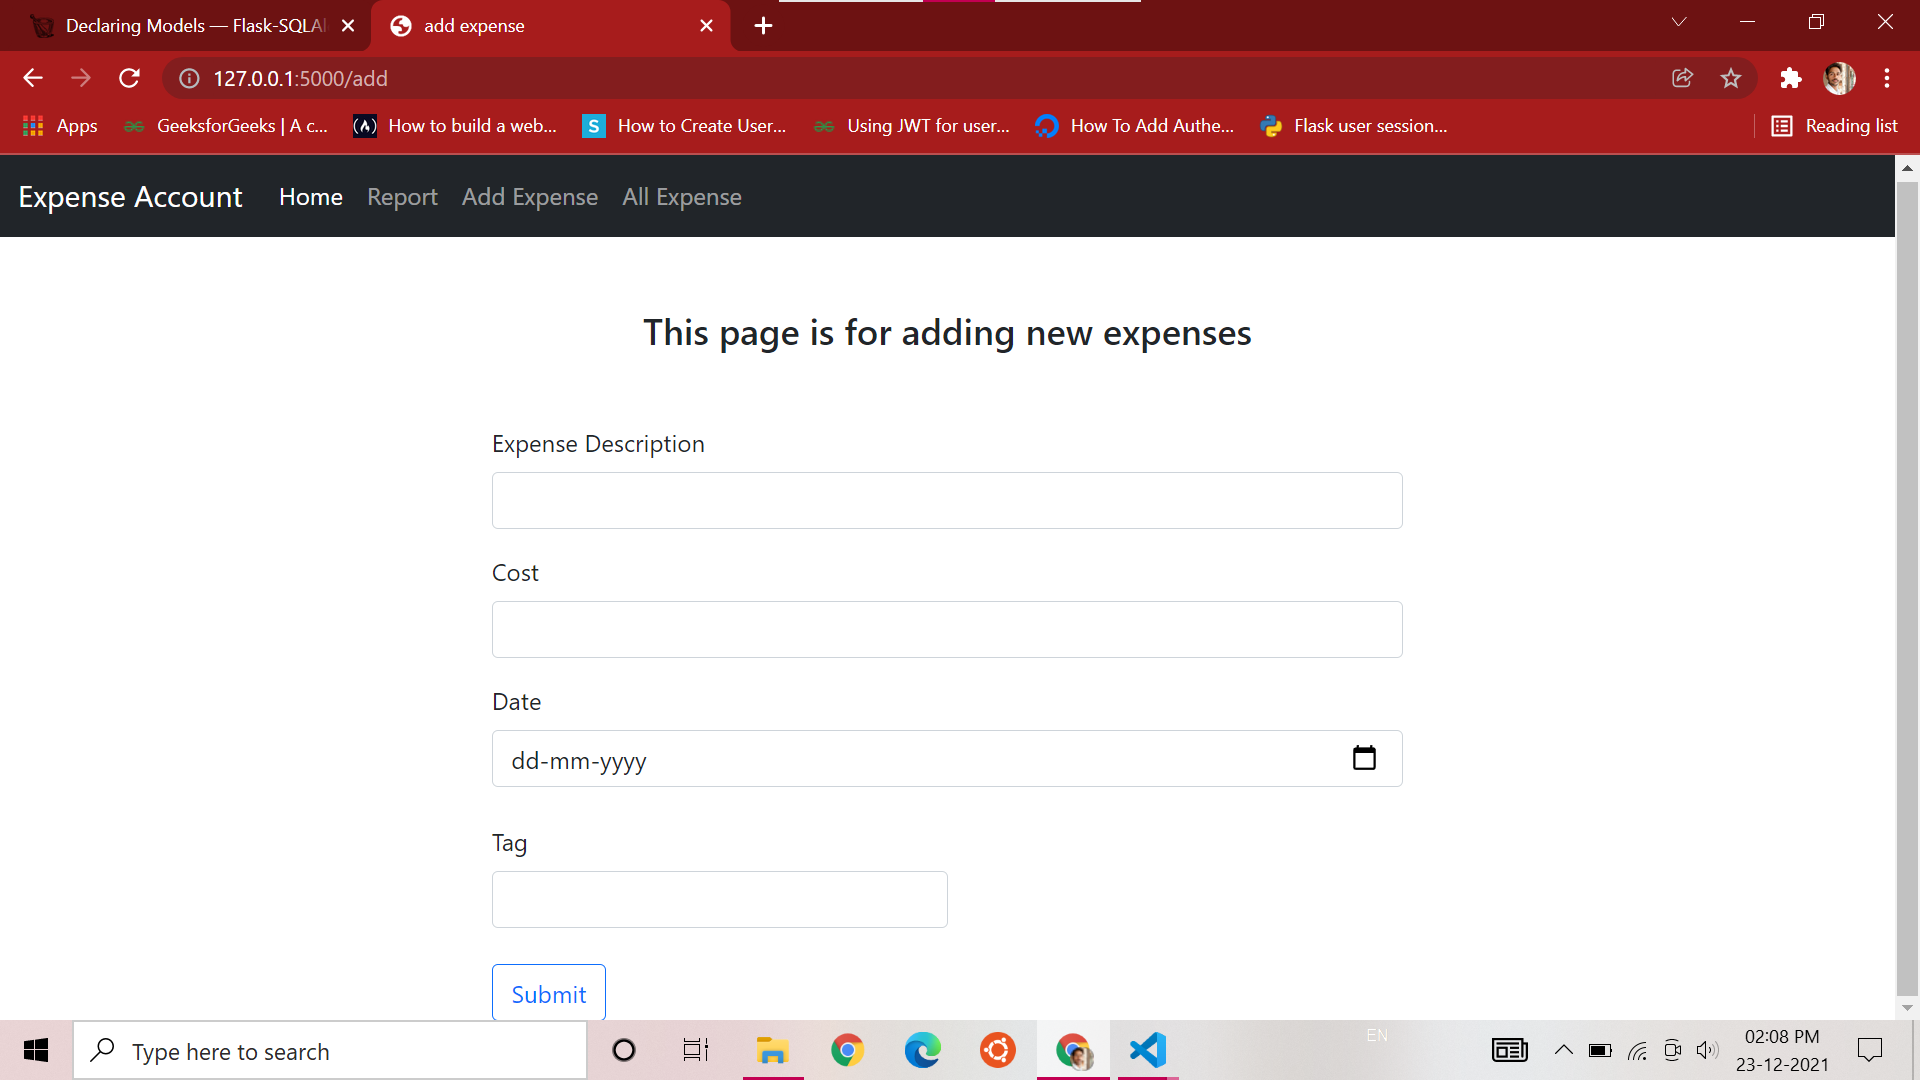 Declaring Models — Flask-SQLAl
add expense
127.0.0.1:5000/add
Apps
GeeksforGeeks | A c...
(A) How to build a web...
S How to Create User...
Using JWT for user...
How To Add Authe...
Flask user session...
Reading list
Expense Account Home Report Add Expense All Expense
This page is for adding new expenses
Expense Description
Cost
Date
dd-mm-yyyy
Tag
Submit
Type here to search
EN
02:08 PM
23-12-2021